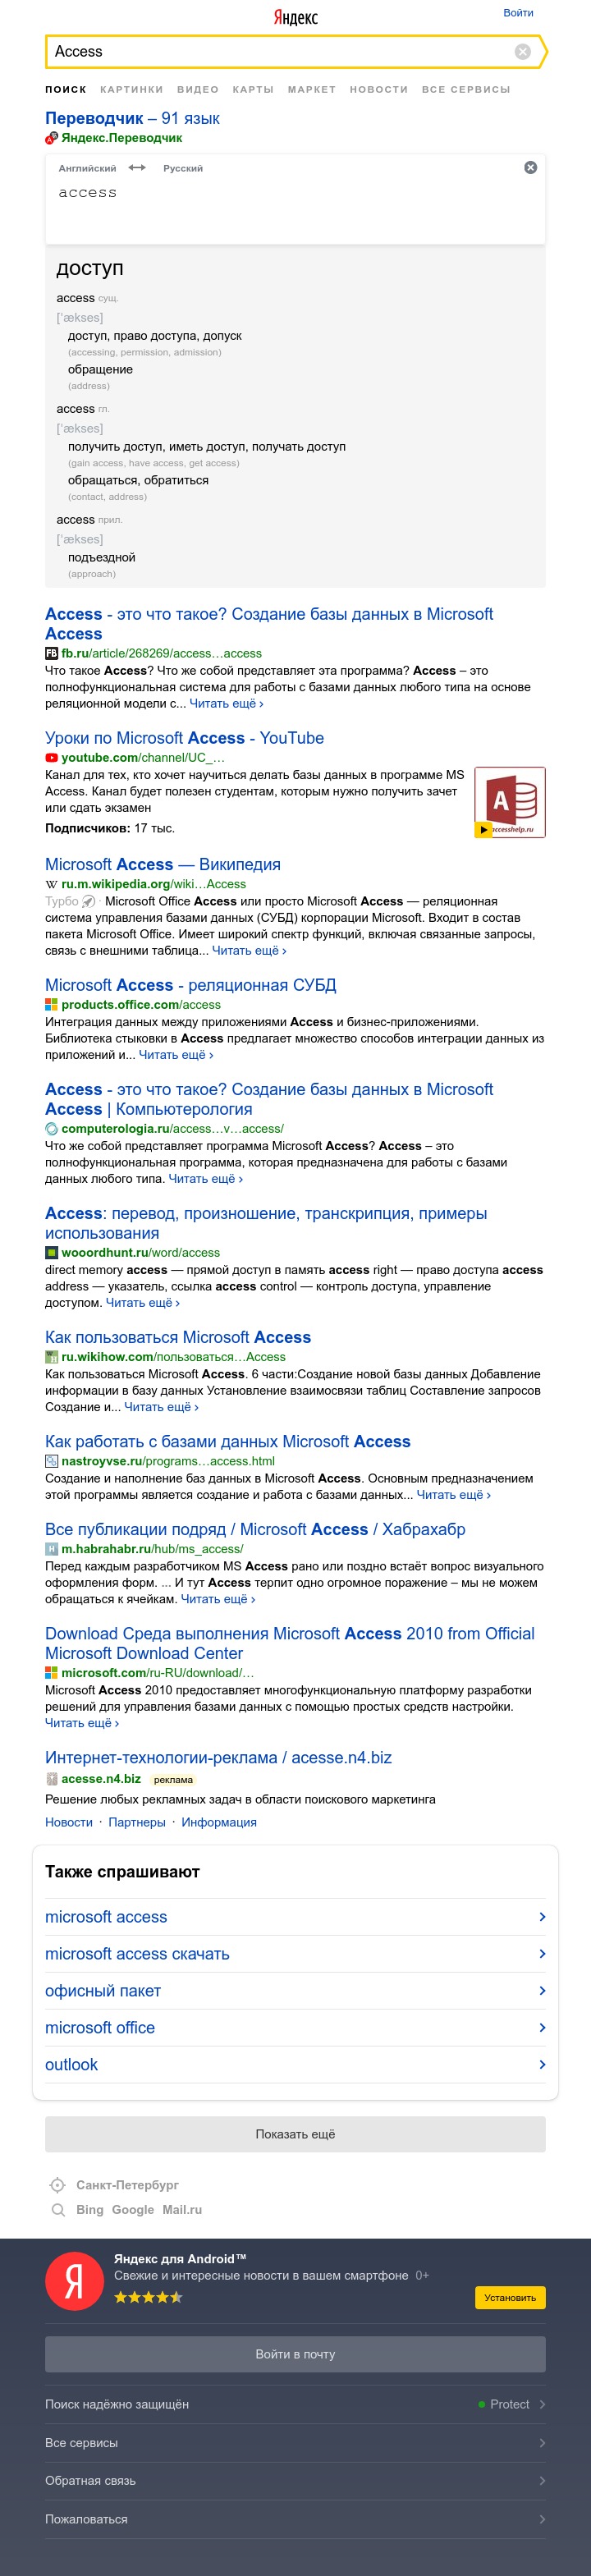 Яндекс
Войти
Access
ПОИСК КАРТИНКИ ВИДЕО КАРТЫ МАРКЕТ НОВОСТИ ВСЕ СЕРВИСЫ
Переводчик – 91 язык
Яндекс.Переводчик
Английский Русский
access
доступ
access сущ.
['ækses]
доступ, право доступа, допуск
(accessing, permission, admission)
обращение
(address)
access гл.
['ækses]
получить доступ, иметь доступ, получать доступ
(gain access, have access, get access)
обращаться, обратиться
(contact, address)
access прил.
['ækses]
подъездной
(approach)
Access - это что такое? Создание базы данных в Microsoft
Access
fb.ru/article/268269/access…access
Что такое Access? Что же собой представляет эта программа? Access – это
полнофункциональная система для работы с базами данных любого типа на основе
реляционной модели с... Читать ещё ›
Уроки по Microsoft Access - YouTube
youtube.com/channel/UC_…
Канал для тех, кто хочет научиться делать базы данных в программе MS
Access. Канал будет полезен студентам, которым нужно получить зачет
или сдать экзамен
Подписчиков: 17 тыс.
A
accesshelp.ru
Microsoft Access — Википедия
W ru.m.wikipedia.org/wiki…Access
Турбо · Microsoft Office Access или просто Microsoft Access — реляционная
система управления базами данных (СУБД) корпорации Microsoft. Входит в состав
пакета Microsoft Office. Имеет широкий спектр функций, включая связанные запросы,
связь с внешними таблица... Читать ещё ›
Microsoft Access - реляционная СУБД
products.office.com/access
Интеграция данных между приложениями Access и бизнес-приложениями.
Библиотека стыковки в Access предлагает множество способов интеграции данных из
приложений и... Читать ещё ›
Access - это что такое? Создание базы данных в Microsoft
Access | Компьютерология
computerologia.ru/access…v…access/
Что же собой представляет программа Microsoft Access? Access – это
полнофункциональная программа, которая предназначена для работы с базами
данных любого типа. Читать ещё ›
Access: перевод, произношение, транскрипция, примеры
использования
wooordhunt.ru/word/access
direct memory access — прямой доступ в память access right — право доступа access
address — указатель, ссылка access control — контроль доступа, управление
доступом. Читать ещё ›
Как пользоваться Microsoft Access
ru.wikihow.com/пользоваться…Access
Как пользоваться Microsoft Access. 6 части:Создание новой базы данных Добавление
информации в базу данных Установление взаимосвязи таблиц Составление запросов
Создание и... Читать ещё ›
Как работать с базами данных Microsoft Access
nastroyvse.ru/programs…access.html
Создание и наполнение баз данных в Microsoft Access. Основным предназначением
этой программы является создание и работа с базами данных... Читать ещё ›
Все публикации подряд / Microsoft Access / Хабрахабр
H m.habrahabr.ru/hub/ms_access/
Перед каждым разработчиком MS Access рано или поздно встаёт вопрос визуального
оформления форм. ... И тут Access терпит одно огромное поражение – мы не можем
обращаться к ячейкам. Читать ещё ›
Download Среда выполнения Microsoft Access 2010 from Official
Microsoft Download Center
microsoft.com/ru-RU/download/…
Microsoft Access 2010 предоставляет многофункциональную платформу разработки
решений для управления базами данных с помощью простых средств настройки.
Читать ещё ›
Интернет-технологии-реклама / acesse.n4.biz
acesse.n4.biz реклама
Решение любых рекламных задач в области поискового маркетинга
Новости · Партнеры · Информация
Также спрашивают
microsoft access
microsoft access скачать
офисный пакет
microsoft office
outlook
Показать ещё
Санкт-Петербург
Bing Google Mail.ru
Я
Яндекс для Android™
Свежие и интересные новости в вашем смартфоне 0+
Установить
Войти в почту
Поиск надёжно защищён Protect
Все сервисы
Обратная связь
Пожаловаться